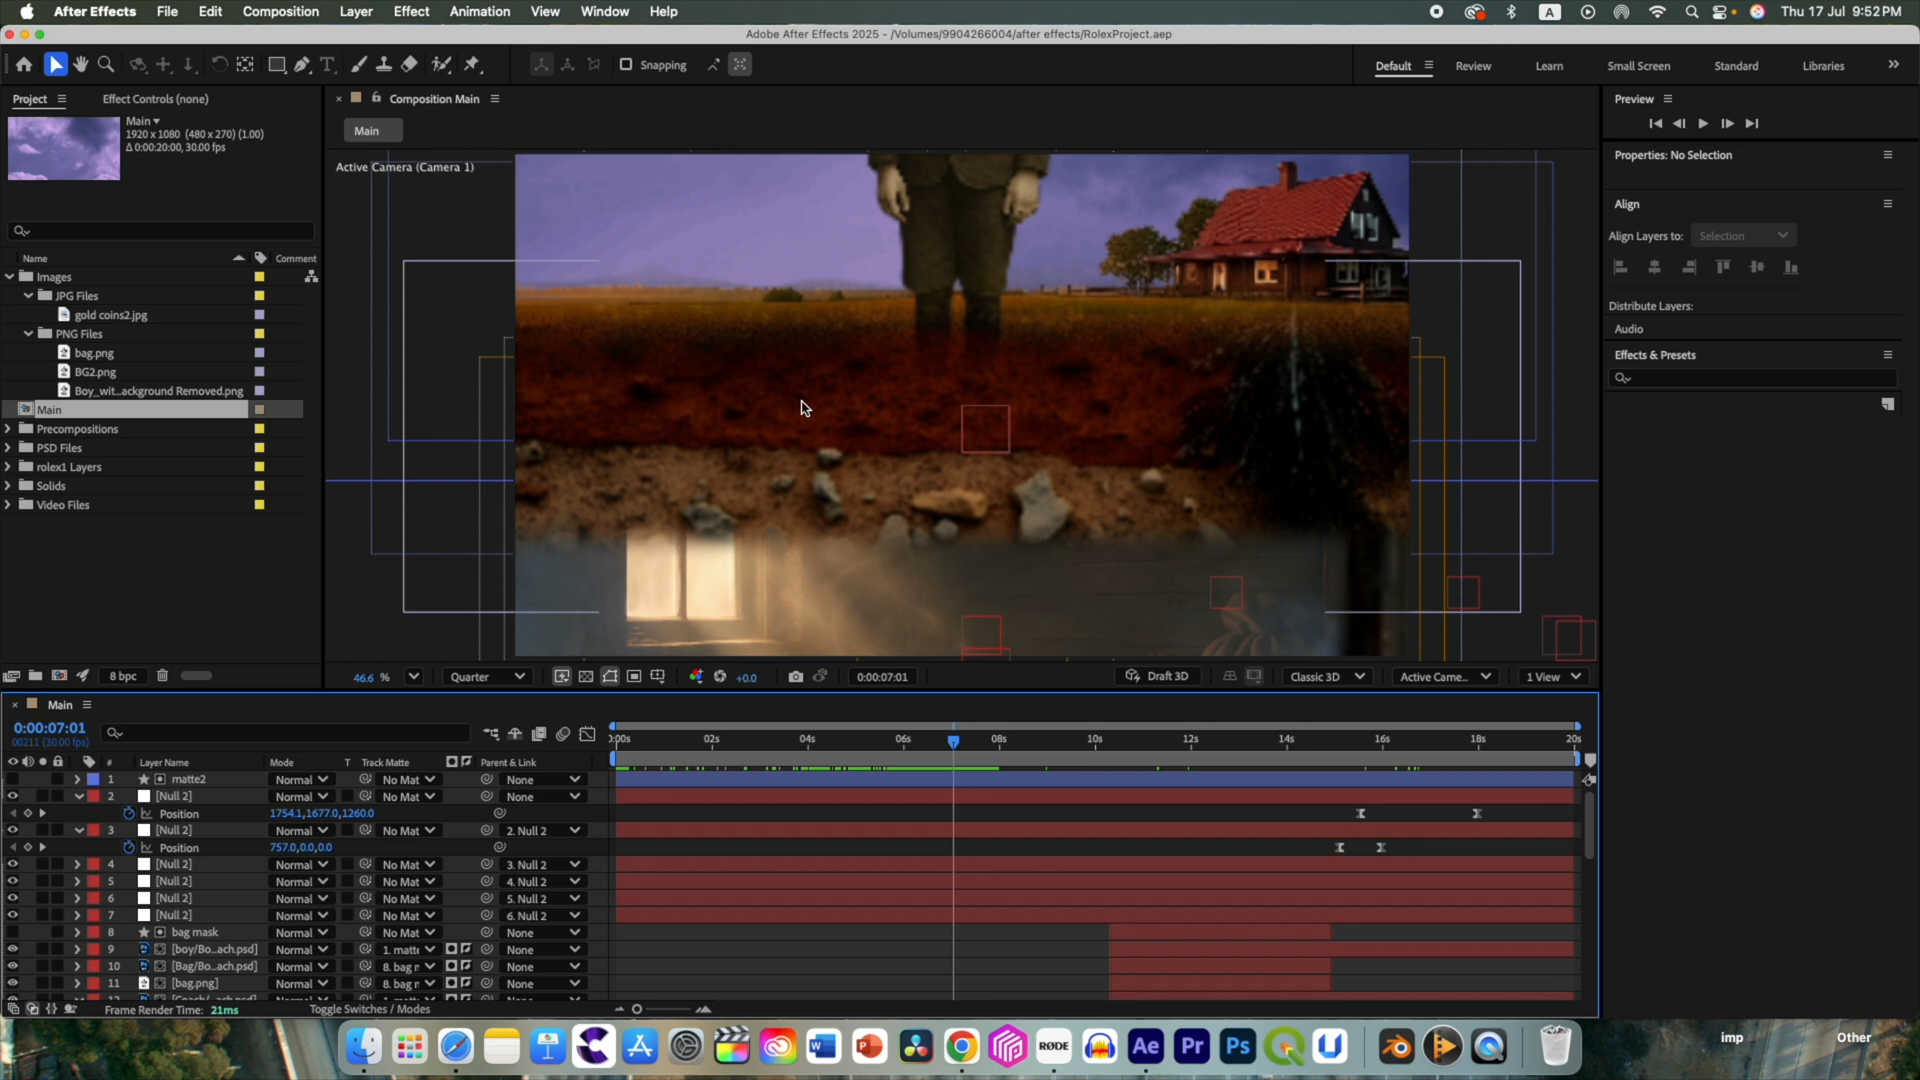 After Effects File Edit Composition Layer Effect Animation View Window Help
A Thu 17 Jul 9:52 PM
Adobe After Effects 2025 - /Volumes/9904266004/after effects/RolexProject.aep
Snapping
Default Review Learn Small Screen Standard Libraries
Project Effect Controls (none)
Main
1920 x 1080 (480 x 270) (1.00)
Δ 0:00:20:00, 30.00 fps
Name Comment
Images
JPG Files
gold coins2.jpg
PNG Files
bag.png
BG2.png
Boy_wit...ackground Removed.png
Main
Precompositions
PSD Files
rolex1 Layers
Solids
Video Files
8 bpc
Composition Main
Main
Active Camera (Camera 1)
46.6 % Quarter +0.0 0:00:07:01 Draft 3D Classic 3D Active Came... 1 View
Preview
Properties: No Selection
Align
Align Layers to: Selection
Distribute Layers:
Audio
Effects & Presets
Main
0:00:07:01
00211 (30.00 fps)
:00s 02s 04s 06s 08s 10s 12s 14s 16s 18s 20s
# Layer Name Mode T Track Matte Parent & Link
1 matte2 Normal No Mat None
2 [Null 2] Normal No Mat None
Position 1754.1,1677.0,1260.0
3 [Null 2] Normal No Mat 2. Null 2
Position 757.0,0.0,0.0
4 [Null 2] Normal No Mat 3. Null 2
5 [Null 2] Normal No Mat 4. Null 2
6 [Null 2] Normal No Mat 5. Null 2
7 [Null 2] Normal No Mat 6. Null 2
8 bag mask Normal No Mat None
9 [boy/Bo...ach.psd] Normal 1. matt None
10 [Bag/Bo...ach.psd] Normal 8. bag r None
11 [bag.png] Normal 8. bag r None
Frame Render Time: 21ms Toggle Switches / Modes
RØDE Ae Pr Ps
imp Other